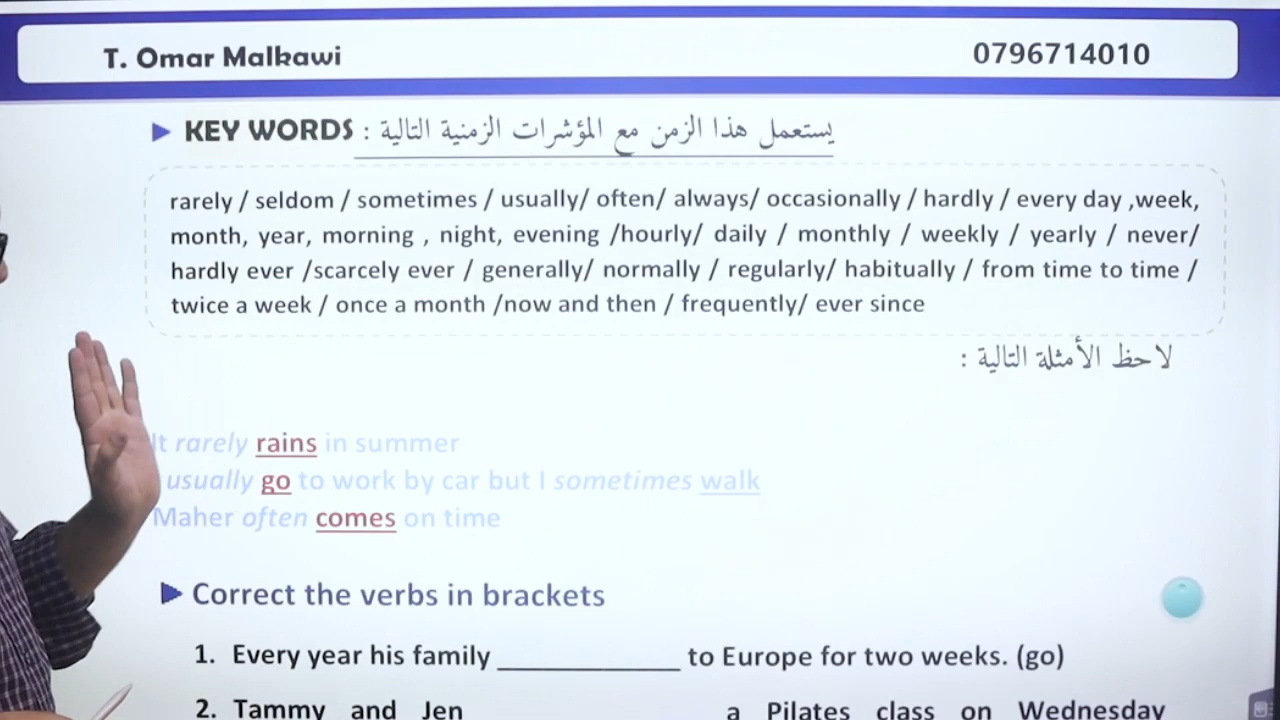 T. Omar Malkawi
0796714010
KEY WORDS : يستعمل هذا الزمن مع المؤشرات الزمنية التالية
rarely / seldom / sometimes / usually/ often/ always/ occasionally / hardly / every day ,week,
month, year, morning , night, evening /hourly/ daily / monthly / weekly / yearly / never/
hardly ever /scarcely ever / generally/ normally / regularly/ habitually / from time to time /
twice a week / once a month /now and then / frequently/ ever since
لاحظ الأمثلة التالية :
It rarely rains in summer
usually go to work by car but I sometimes walk
Maher often comes on time
Correct the verbs in brackets
1. Every year his family ____________ to Europe for two weeks. (go)
2. Tammy and Jen a Pilates class on Wednesday